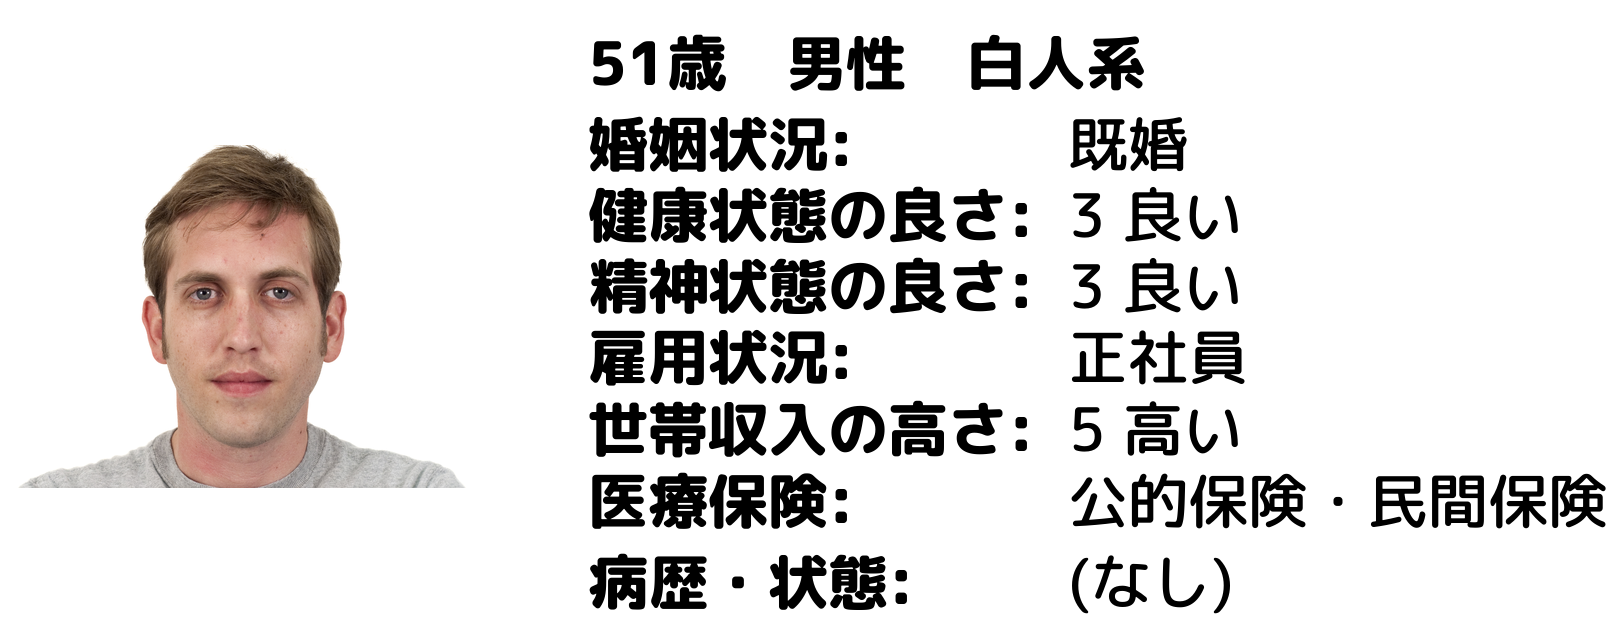 51歳　男性　白人系
婚姻状況: 既婚
健康状態の良さ: 3 良い
精神状態の良さ: 3 良い
雇用状況: 正社員
世帯収入の高さ: 5 高い
医療保険: 公的保険・民間保険
病歴・状態: (なし)